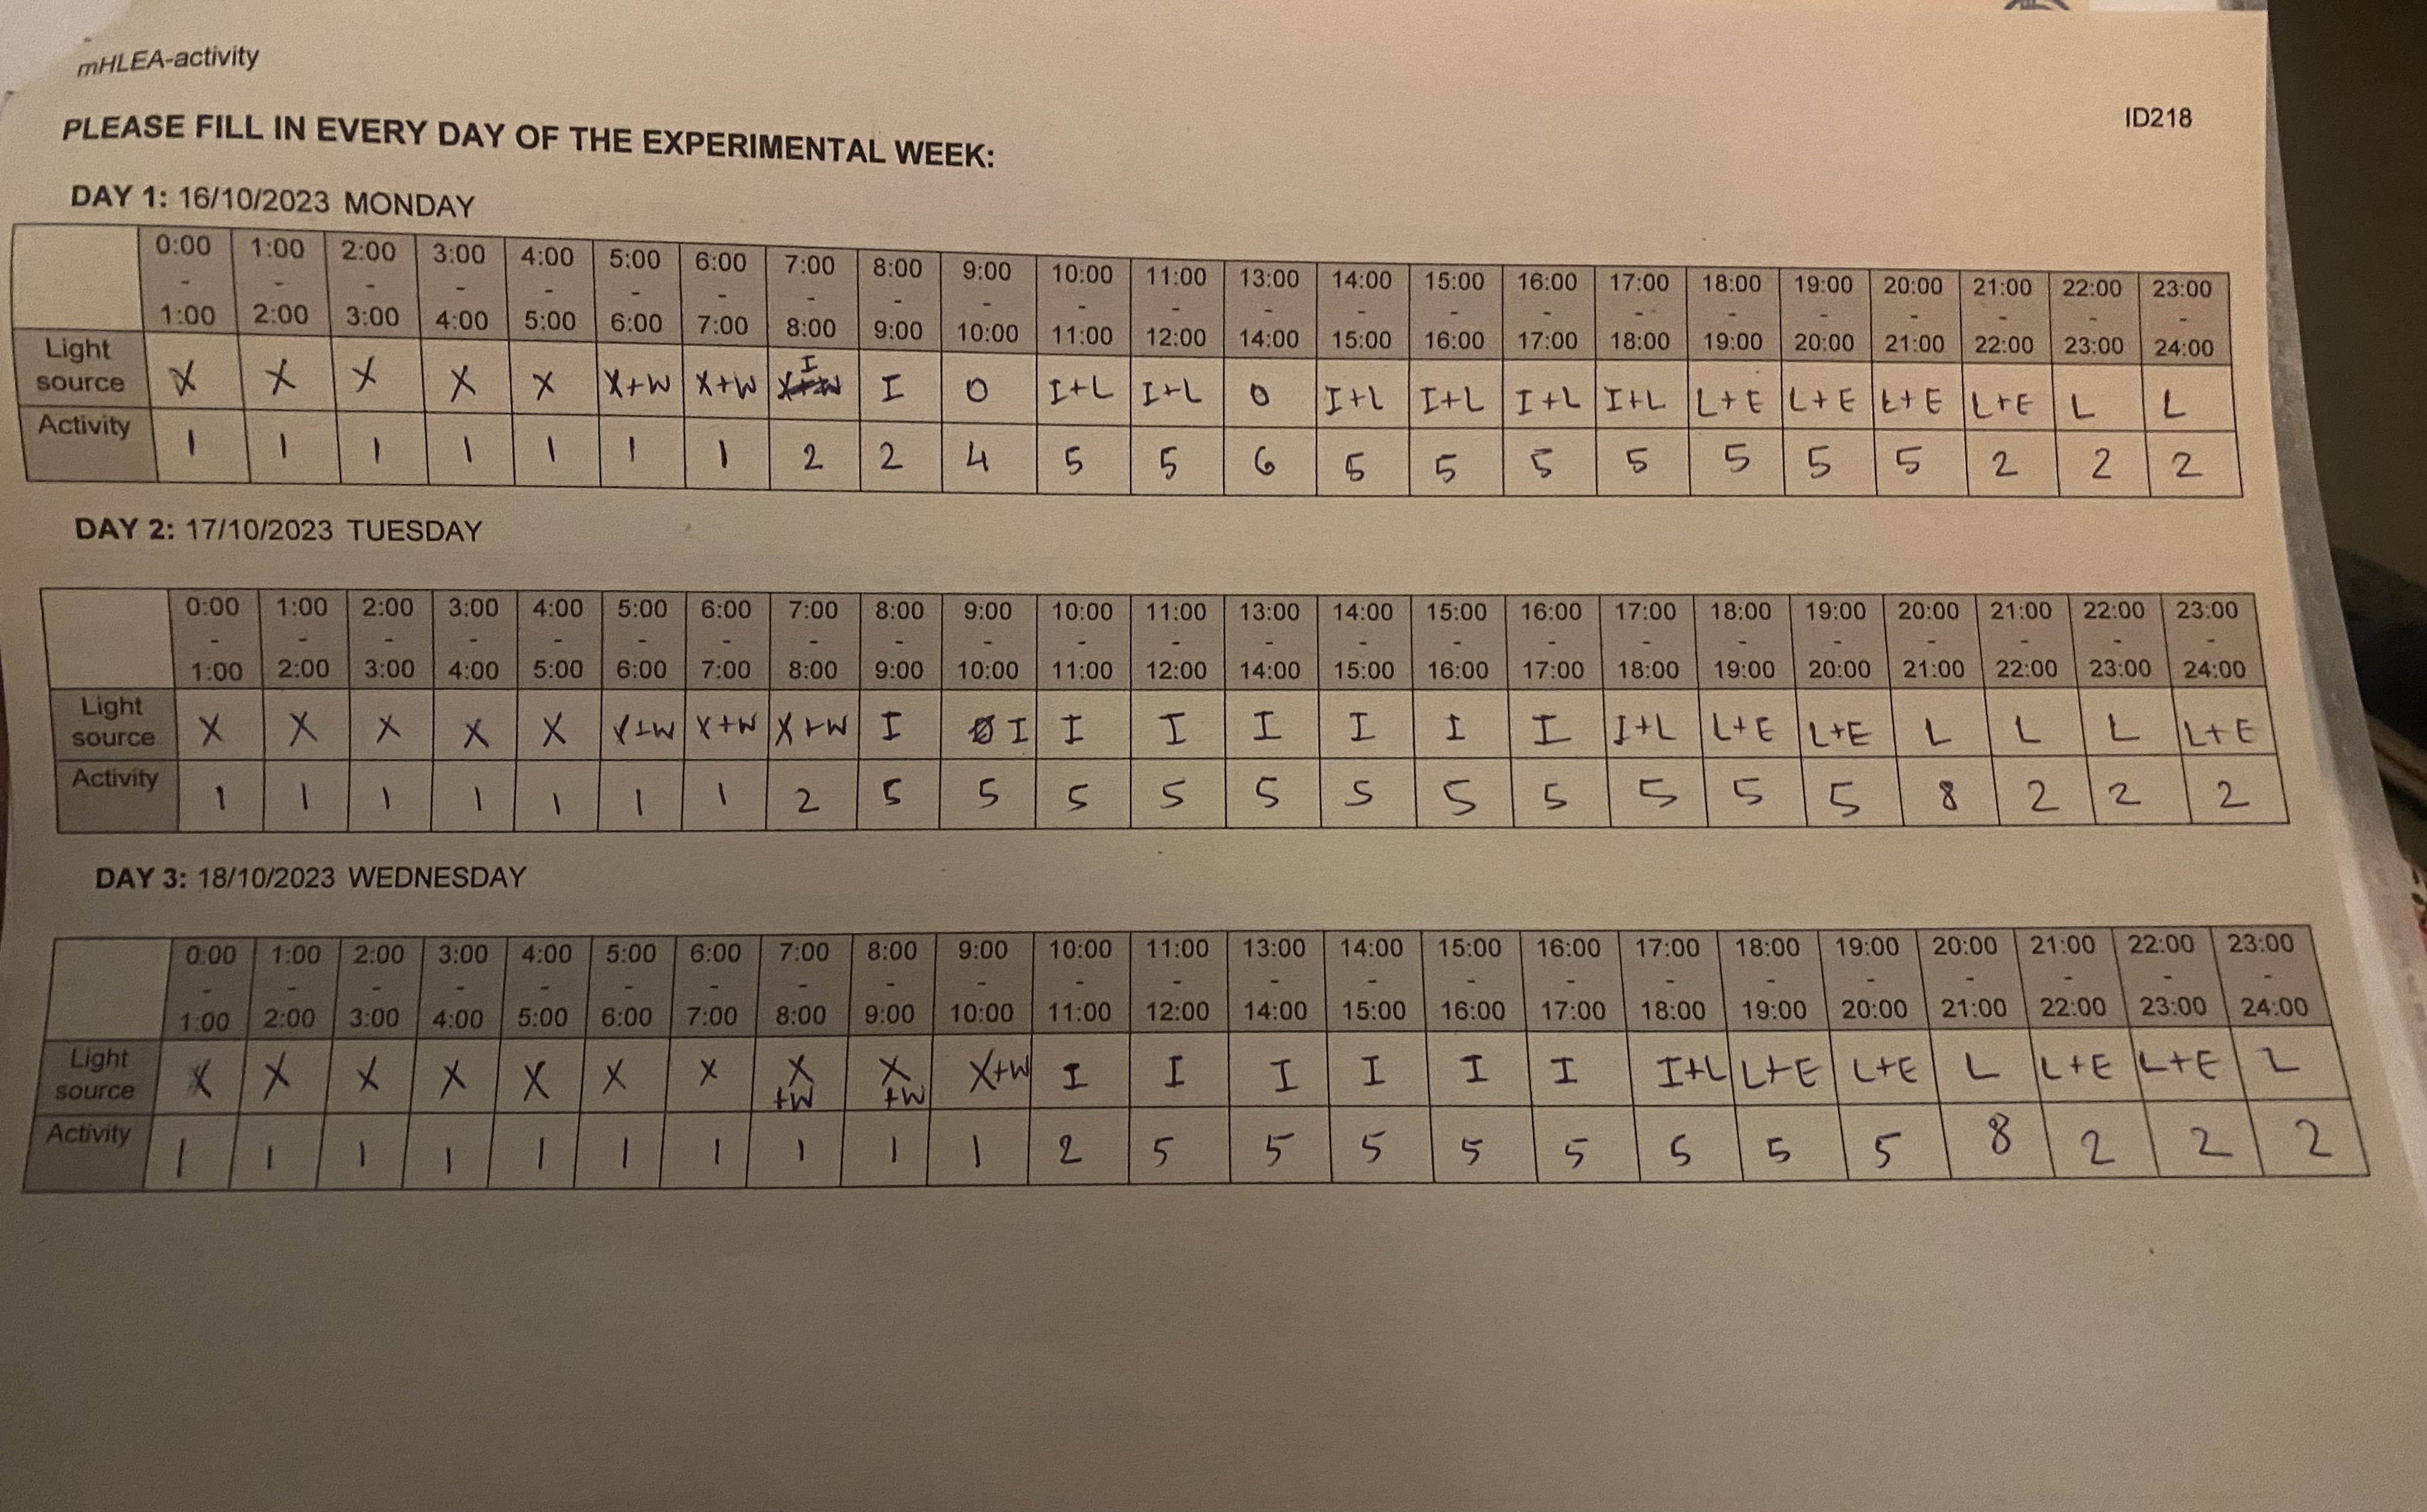 mHLEA-activity
ID218
PLEASE FILL IN EVERY DAY OF THE EXPERIMENTAL WEEK:
DAY 1: 16/10/2023 MONDAY
0:00 1:00 2:00 3:00 4:00 5:00 6:00 7:00 8:00 9:00 10:00 11:00 13:00 14:00 15:00 16:00 17:00 18:00 19:00 20:00 21:00 22:00 23:00
- - - - - - - - - - - - - - - - - - - - - - -
1:00 2:00 3:00 4:00 5:00 6:00 7:00 8:00 9:00 10:00 11:00 12:00 14:00 15:00 16:00 17:00 18:00 19:00 20:00 21:00 22:00 23:00 24:00
Light source X X X X X X+W X+W I I O I+L I+L O I+L I+L I+L I+L L+E L+E L+E L+E L L
Activity 1 1 1 1 1 1 1 2 2 4 5 5 6 5 5 5 5 5 5 5 2 2 2
DAY 2: 17/10/2023 TUESDAY
0:00 1:00 2:00 3:00 4:00 5:00 6:00 7:00 8:00 9:00 10:00 11:00 13:00 14:00 15:00 16:00 17:00 18:00 19:00 20:00 21:00 22:00 23:00
- - - - - - - - - - - - - - - - - - - - - - -
1:00 2:00 3:00 4:00 5:00 6:00 7:00 8:00 9:00 10:00 11:00 12:00 14:00 15:00 16:00 17:00 18:00 19:00 20:00 21:00 22:00 23:00 24:00
Light source X X X X X X+W X+W X+W I I I I I I I I I+L L+E L+E L L L L+E
Activity 1 1 1 1 1 1 1 2 5 5 5 5 5 5 5 5 5 5 5 8 2 2 2
DAY 3: 18/10/2023 WEDNESDAY
0:00 1:00 2:00 3:00 4:00 5:00 6:00 7:00 8:00 9:00 10:00 11:00 13:00 14:00 15:00 16:00 17:00 18:00 19:00 20:00 21:00 22:00 23:00
- - - - - - - - - - - - - - - - - - - - - - -
1:00 2:00 3:00 4:00 5:00 6:00 7:00 8:00 9:00 10:00 11:00 12:00 14:00 15:00 16:00 17:00 18:00 19:00 20:00 21:00 22:00 23:00 24:00
Light source X X X X X X X X+W X+W X+W I I I I I I I+L L+E L+E L L+E L+E L
Activity 1 1 1 1 1 1 1 1 1 1 2 5 5 5 5 5 5 5 5 8 2 2 2